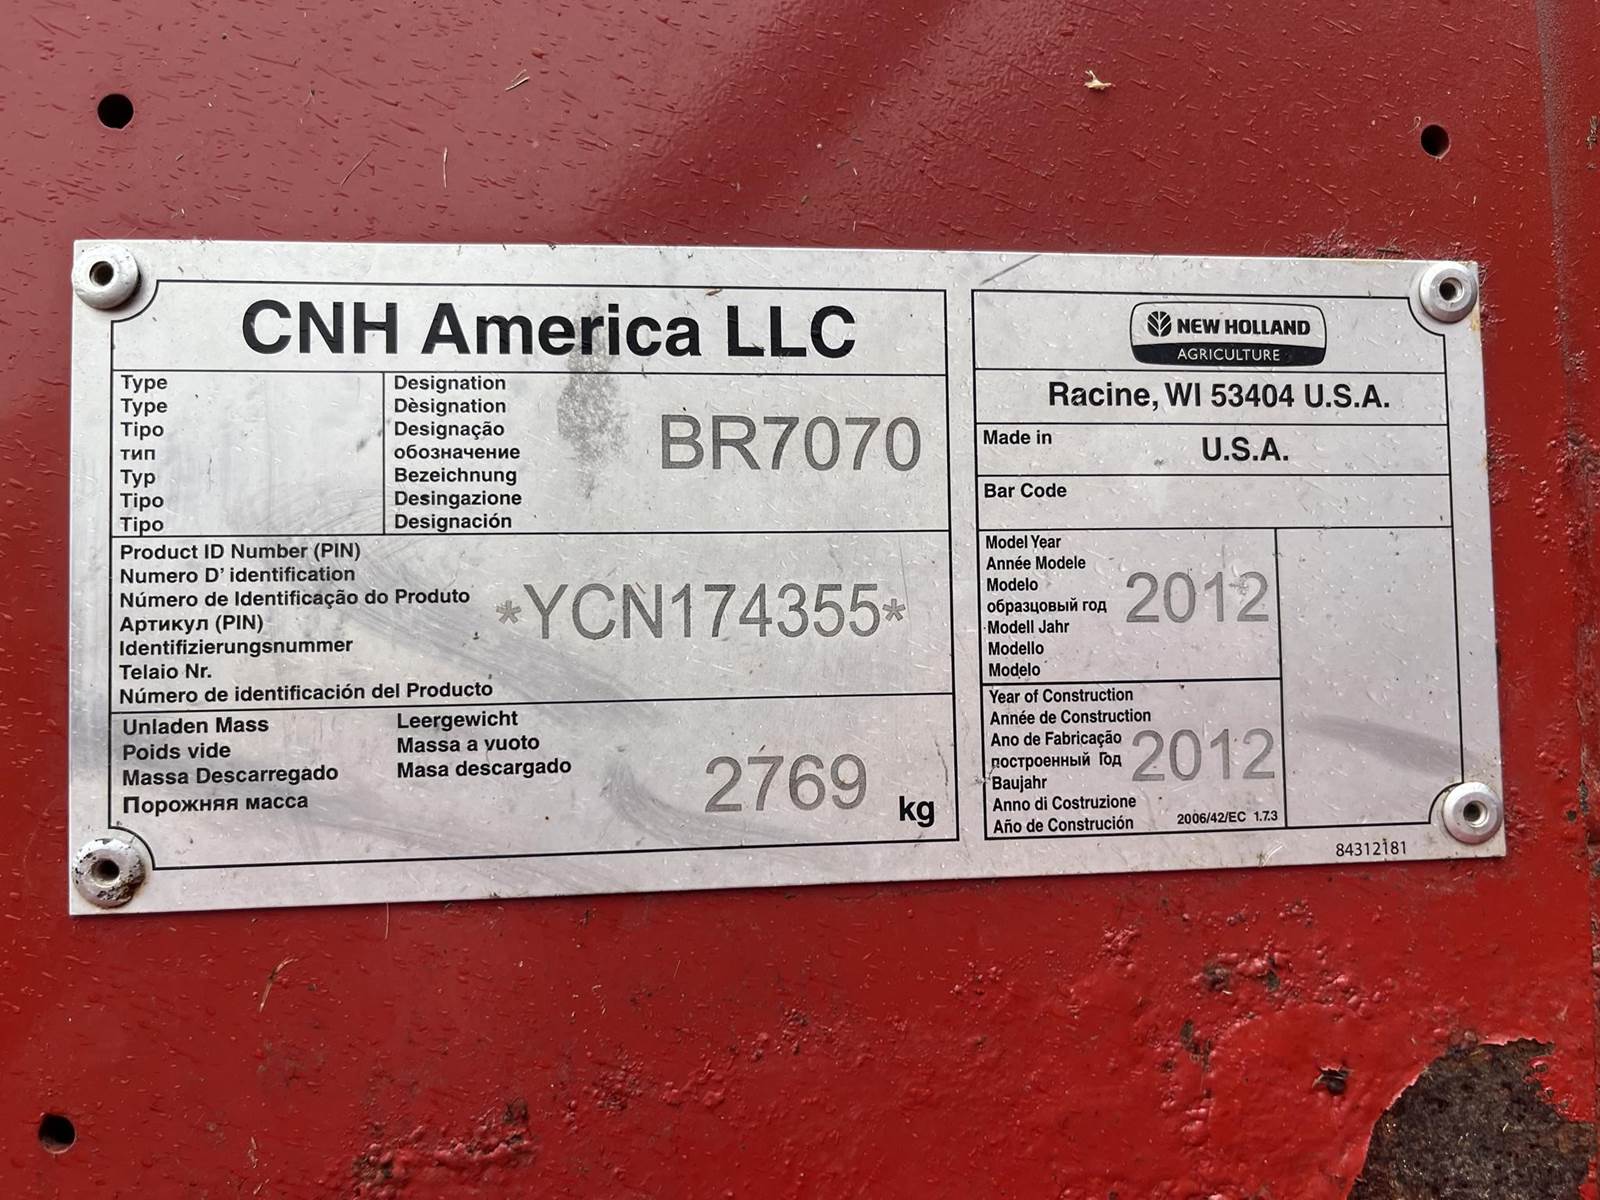 CNH America LLC
Type
Type
Tipo
тип
Typ
Tipo
Tipo
Designation
Dèsignation
Designação
обозначение
Bezeichnung
Desingazione
Designación
BR7070
Product ID Number (PIN)
Numero D' identification
Número de Identificação do Produto
Артикул (PIN)
Identifizierungsnummer
Telaio Nr.
Número de identificación del Producto
*YCN174355*
Unladen Mass
Poids vide
Massa Descarregado
Порожняя масса
Leergewicht
Massa a vuoto
Masa descargado
2769 kg
NEW HOLLAND
AGRICULTURE
Racine, WI 53404 U.S.A.
Made in U.S.A.
Bar Code
Model Year
Année Modele
Modelo
образцовый год
Modell Jahr
Modello
Modelo
2012
Year of Construction
Année de Construction
Ano de Fabricação
построенный Год
Baujahr
Anno di Costruzione
Año de Construción
2012
2006/42/EC 1.7.3
84312181